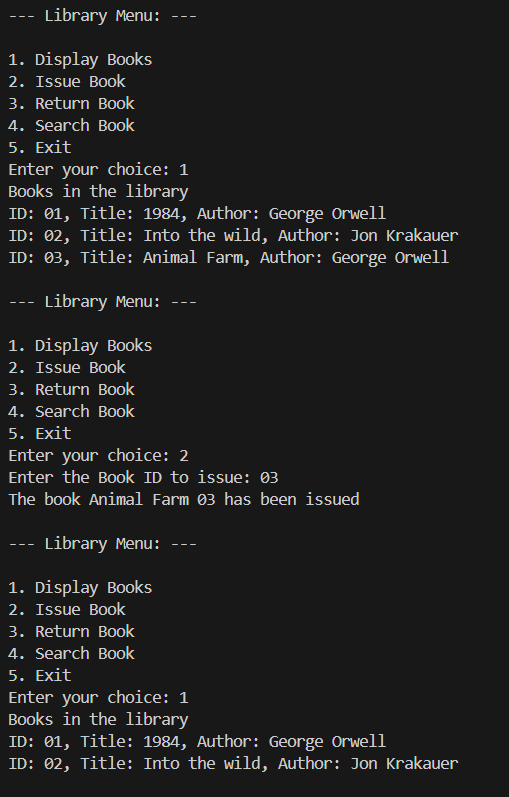 --- Library Menu: ---
1. Display Books
2. Issue Book
3. Return Book
4. Search Book
5. Exit
Enter your choice: 1
Books in the library
ID: 01, Title: 1984, Author: George Orwell
ID: 02, Title: Into the wild, Author: Jon Krakauer
ID: 03, Title: Animal Farm, Author: George Orwell
--- Library Menu: ---
1. Display Books
2. Issue Book
3. Return Book
4. Search Book
5. Exit
Enter your choice: 2
Enter the Book ID to issue: 03
The book Animal Farm 03 has been issued
--- Library Menu: ---
1. Display Books
2. Issue Book
3. Return Book
4. Search Book
5. Exit
Enter your choice: 1
Books in the library
ID: 01, Title: 1984, Author: George Orwell
ID: 02, Title: Into the wild, Author: Jon Krakauer